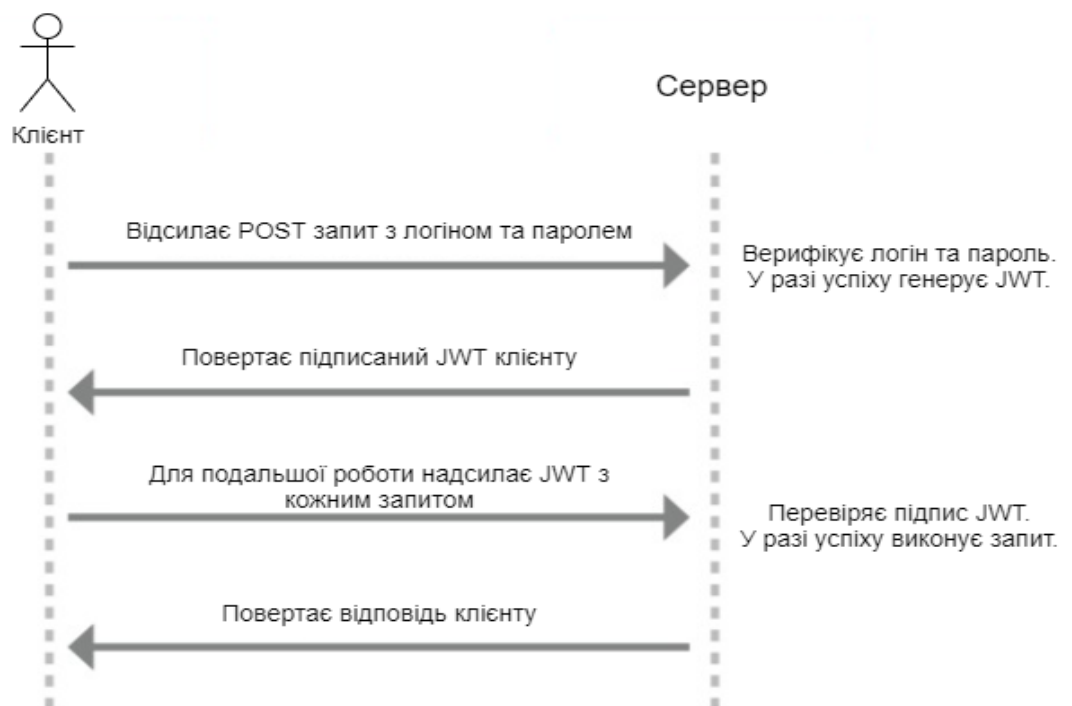 Сервер
Клієнт
Відсилає POST запит з логіном та паролем
Верифікує логін та пароль.
У разі успіху генерує JWT.
Повертає підписаний JWT клієнту
Для подальшої роботи надсилає JWT з
кожним запитом
Перевіряє підпис JWT.
У разі успіху виконує запит.
Повертає відповідь клієнту